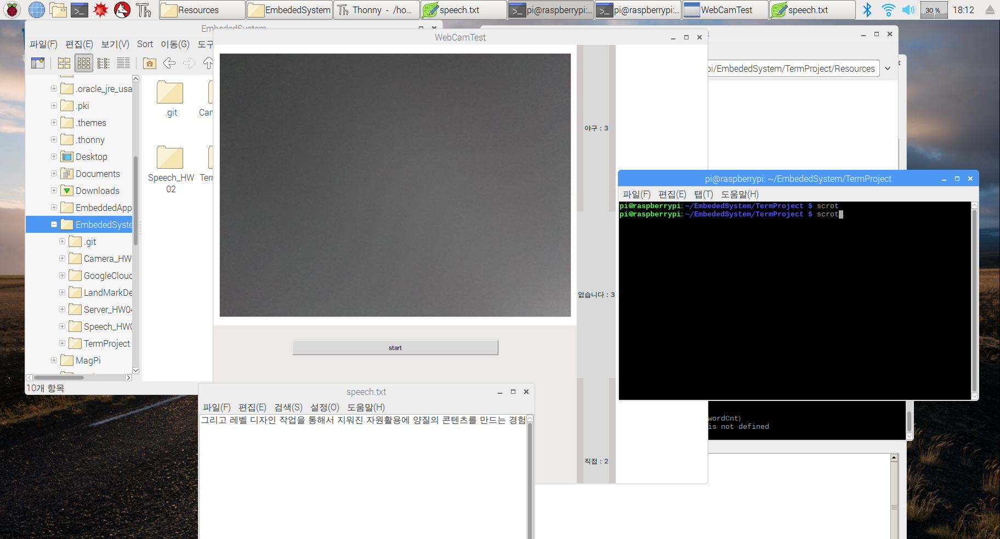 Resources
EmbededSystem
Thonny - /ho...
speech.txt
pi@raspberrypi:...
pi@raspberrypi:...
WebCamTest
speech.txt
30 %
18:12
EmbededSystem
파일(F) 편집(E) 보기(V) Sort 이동(G) 도구
.oracle_jre_usa
.pki
.themes
.thonny
Desktop
Documents
Downloads
EmbeddedApp
EmbededSyste
.git
Camera_HW
GoogleCloud
LandMarkDe
Server_HW04
Speech_HW0
TermProject
MagPi
10개 항목
.git
Cam
Speech_HW
02
Tern
WebCamTest
start
야구 : 3
없습니다 : 3
직접 : 2
pi/EmbededSystem/TermProject/Resources
pi@raspberrypi: ~/EmbededSystem/TermProject
파일(F) 편집(E) 탭(T) 도움말(H)
pi@raspberrypi:~/EmbededSystem/TermProject $ scrot
pi@raspberrypi:~/EmbededSystem/TermProject $ scrot
wordCnt)
is not defined
speech.txt
파일(F) 편집(E) 검색(S) 설정(O) 도움말(H)
그리고 레벨 디자인 작업을 통해서 지워진 자원활용에 양질의 콘텐츠를 만드는 경험